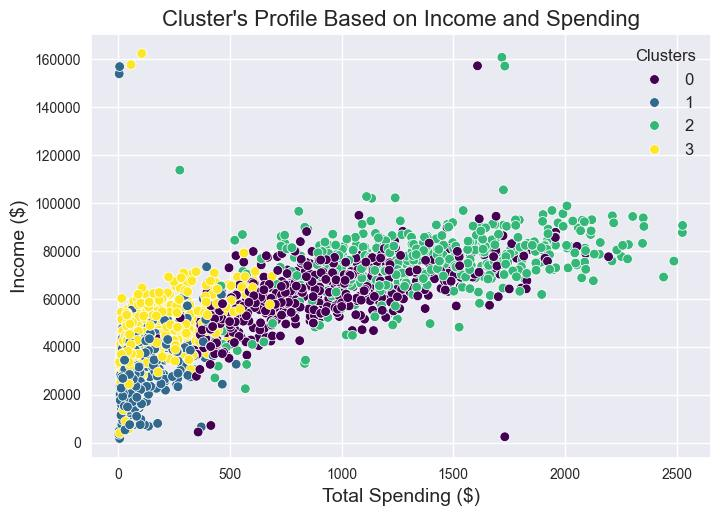 Cluster's Profile Based on Income and Spending
Clusters
0
1
2
3
160000
140000
120000
100000
80000
60000
40000
20000
0
Income ($)
0 500 1000 1500 2000 2500
Total Spending ($)